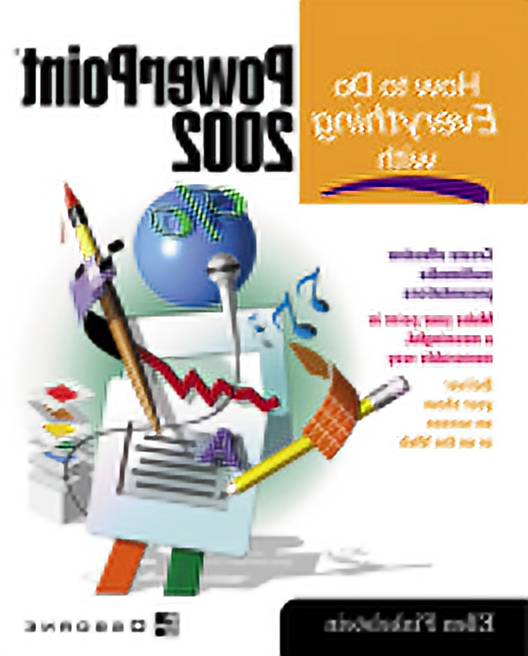 How to Do
Everything
with
PowerPoint
2002
Create effective
multimedia
presentations
Make your point in
a meaningful,
memorable way
Deliver
your show
on screen
or on the Web
OSBORNE
Ellen Finkelstein